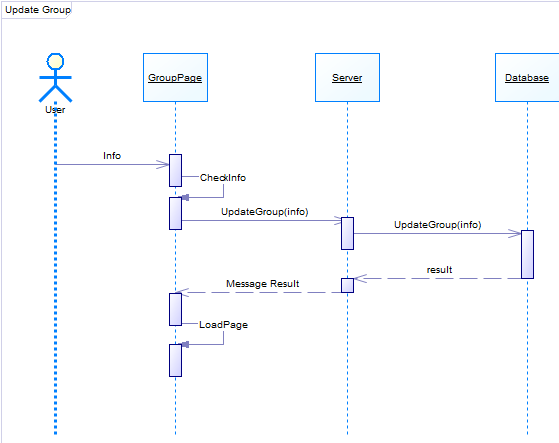 Update Group
User
GroupPage
Server
Database
Info
CheckInfo
UpdateGroup(info)
UpdateGroup(info)
result
Message Result
LoadPage